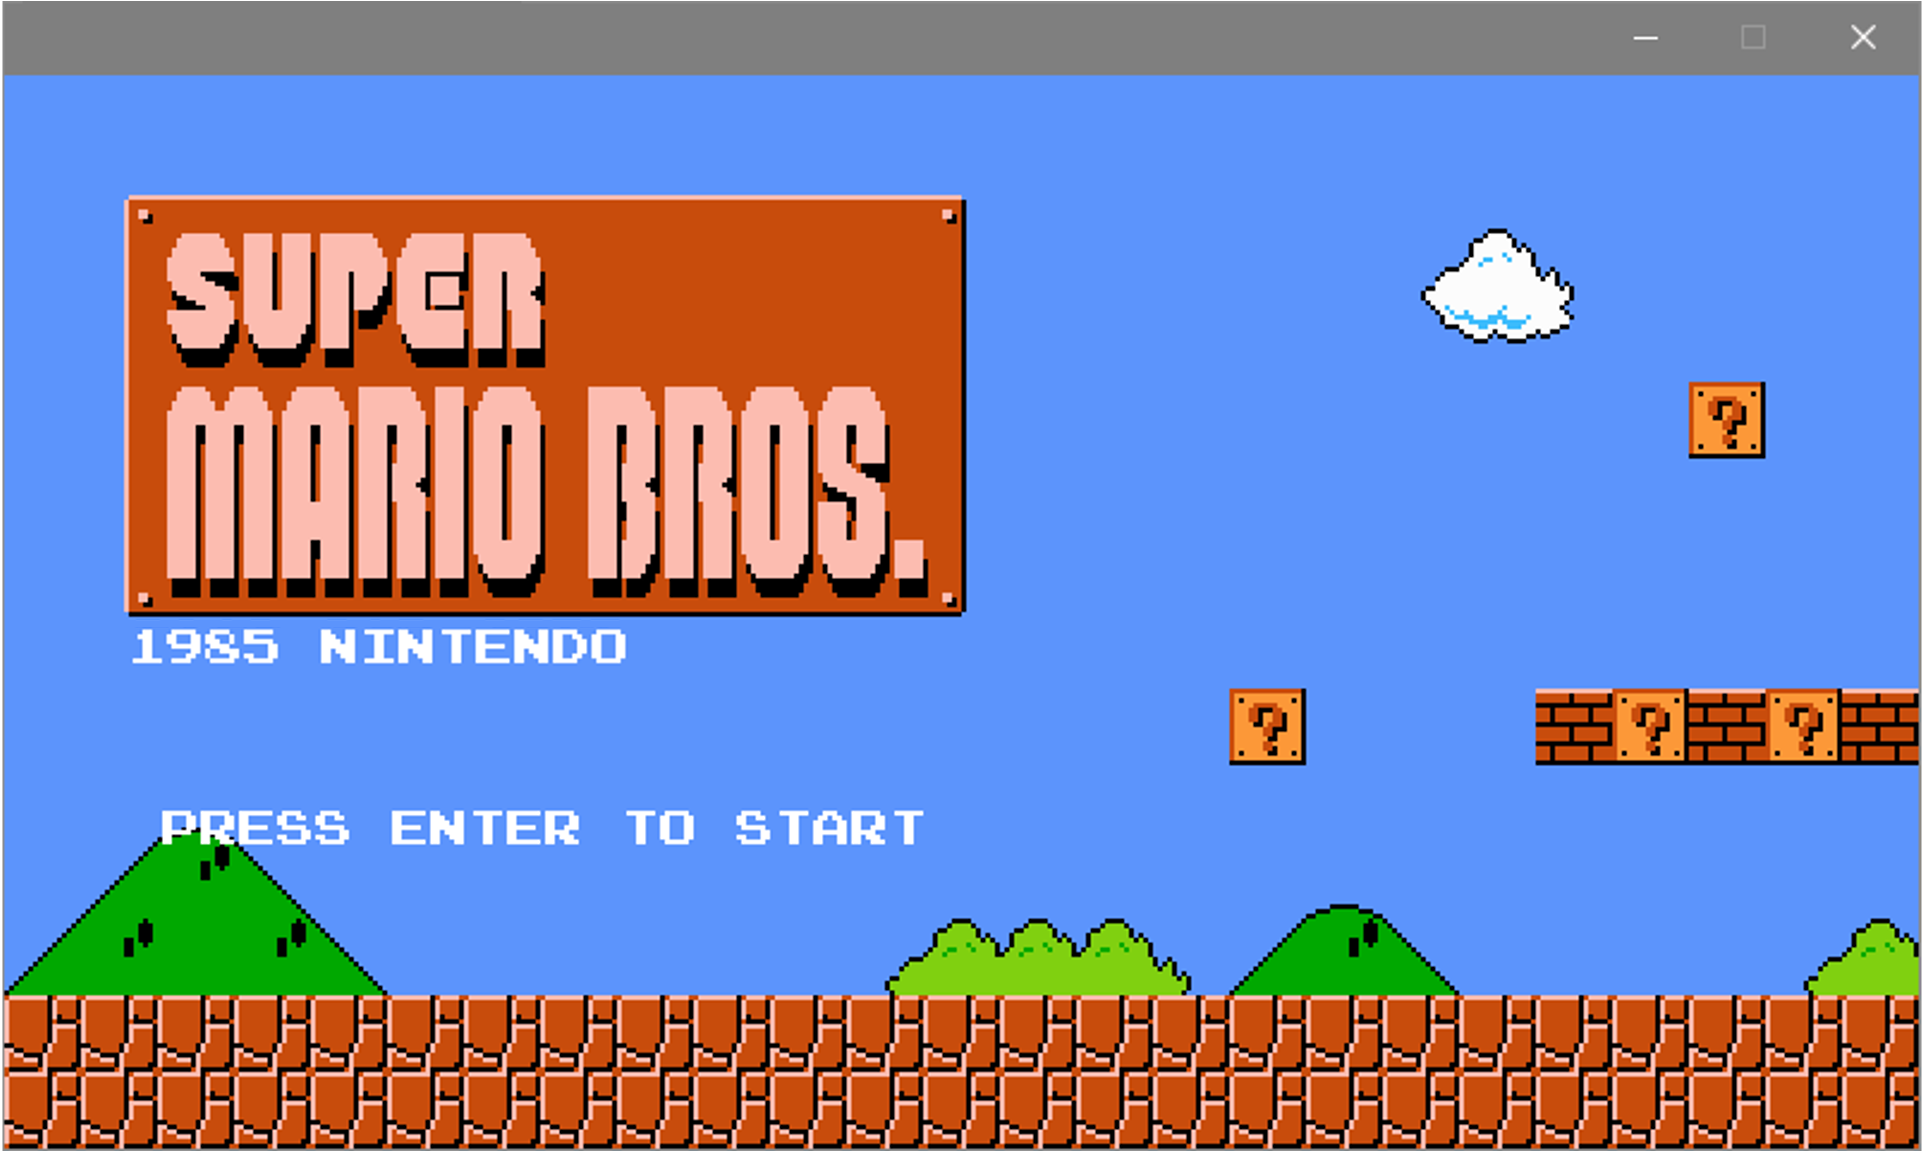 SUPER
MARIO BROS.
1985 NINTENDO
?
?
?
?
PRESS ENTER TO START